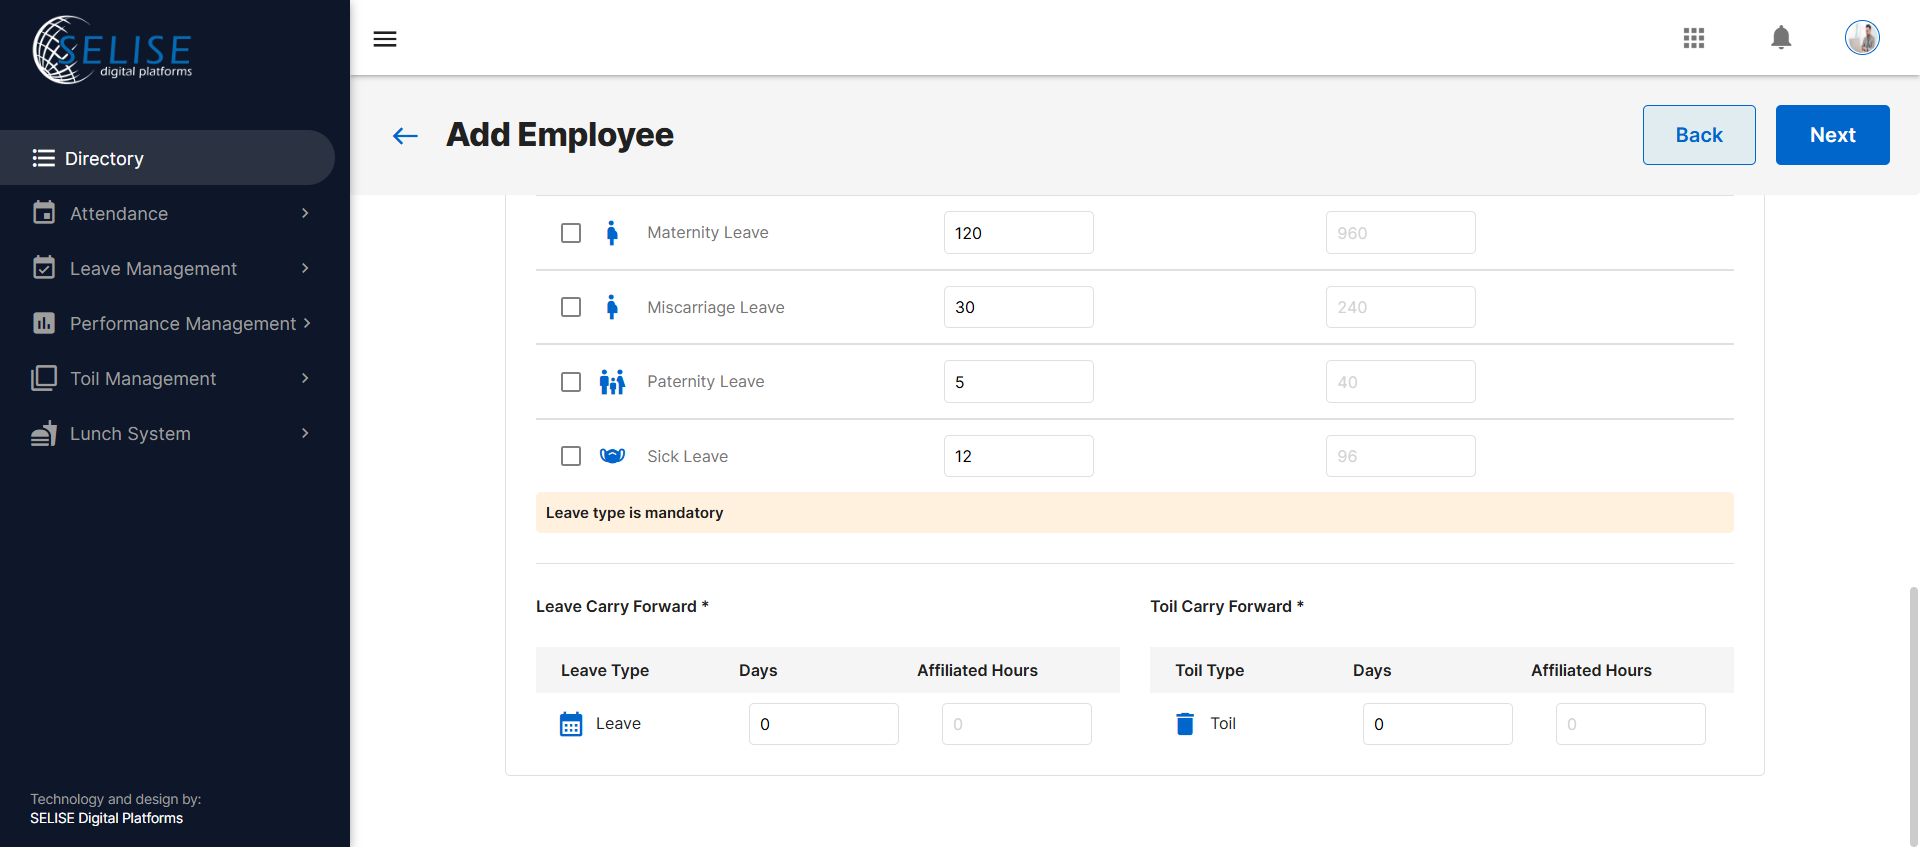 SELISE
digital platforms
Directory
Attendance
Leave Management
Performance Management
Toil Management
Lunch System
Technology and design by:
SELISE Digital Platforms
Add Employee
Back
Next
Maternity Leave 120 960
Miscarriage Leave 30 240
Paternity Leave 5 40
Sick Leave 12 96
Leave type is mandatory
Leave Carry Forward *
Leave Type Days Affiliated Hours
Leave 0 0
Toil Carry Forward *
Toil Type Days Affiliated Hours
Toil 0 0